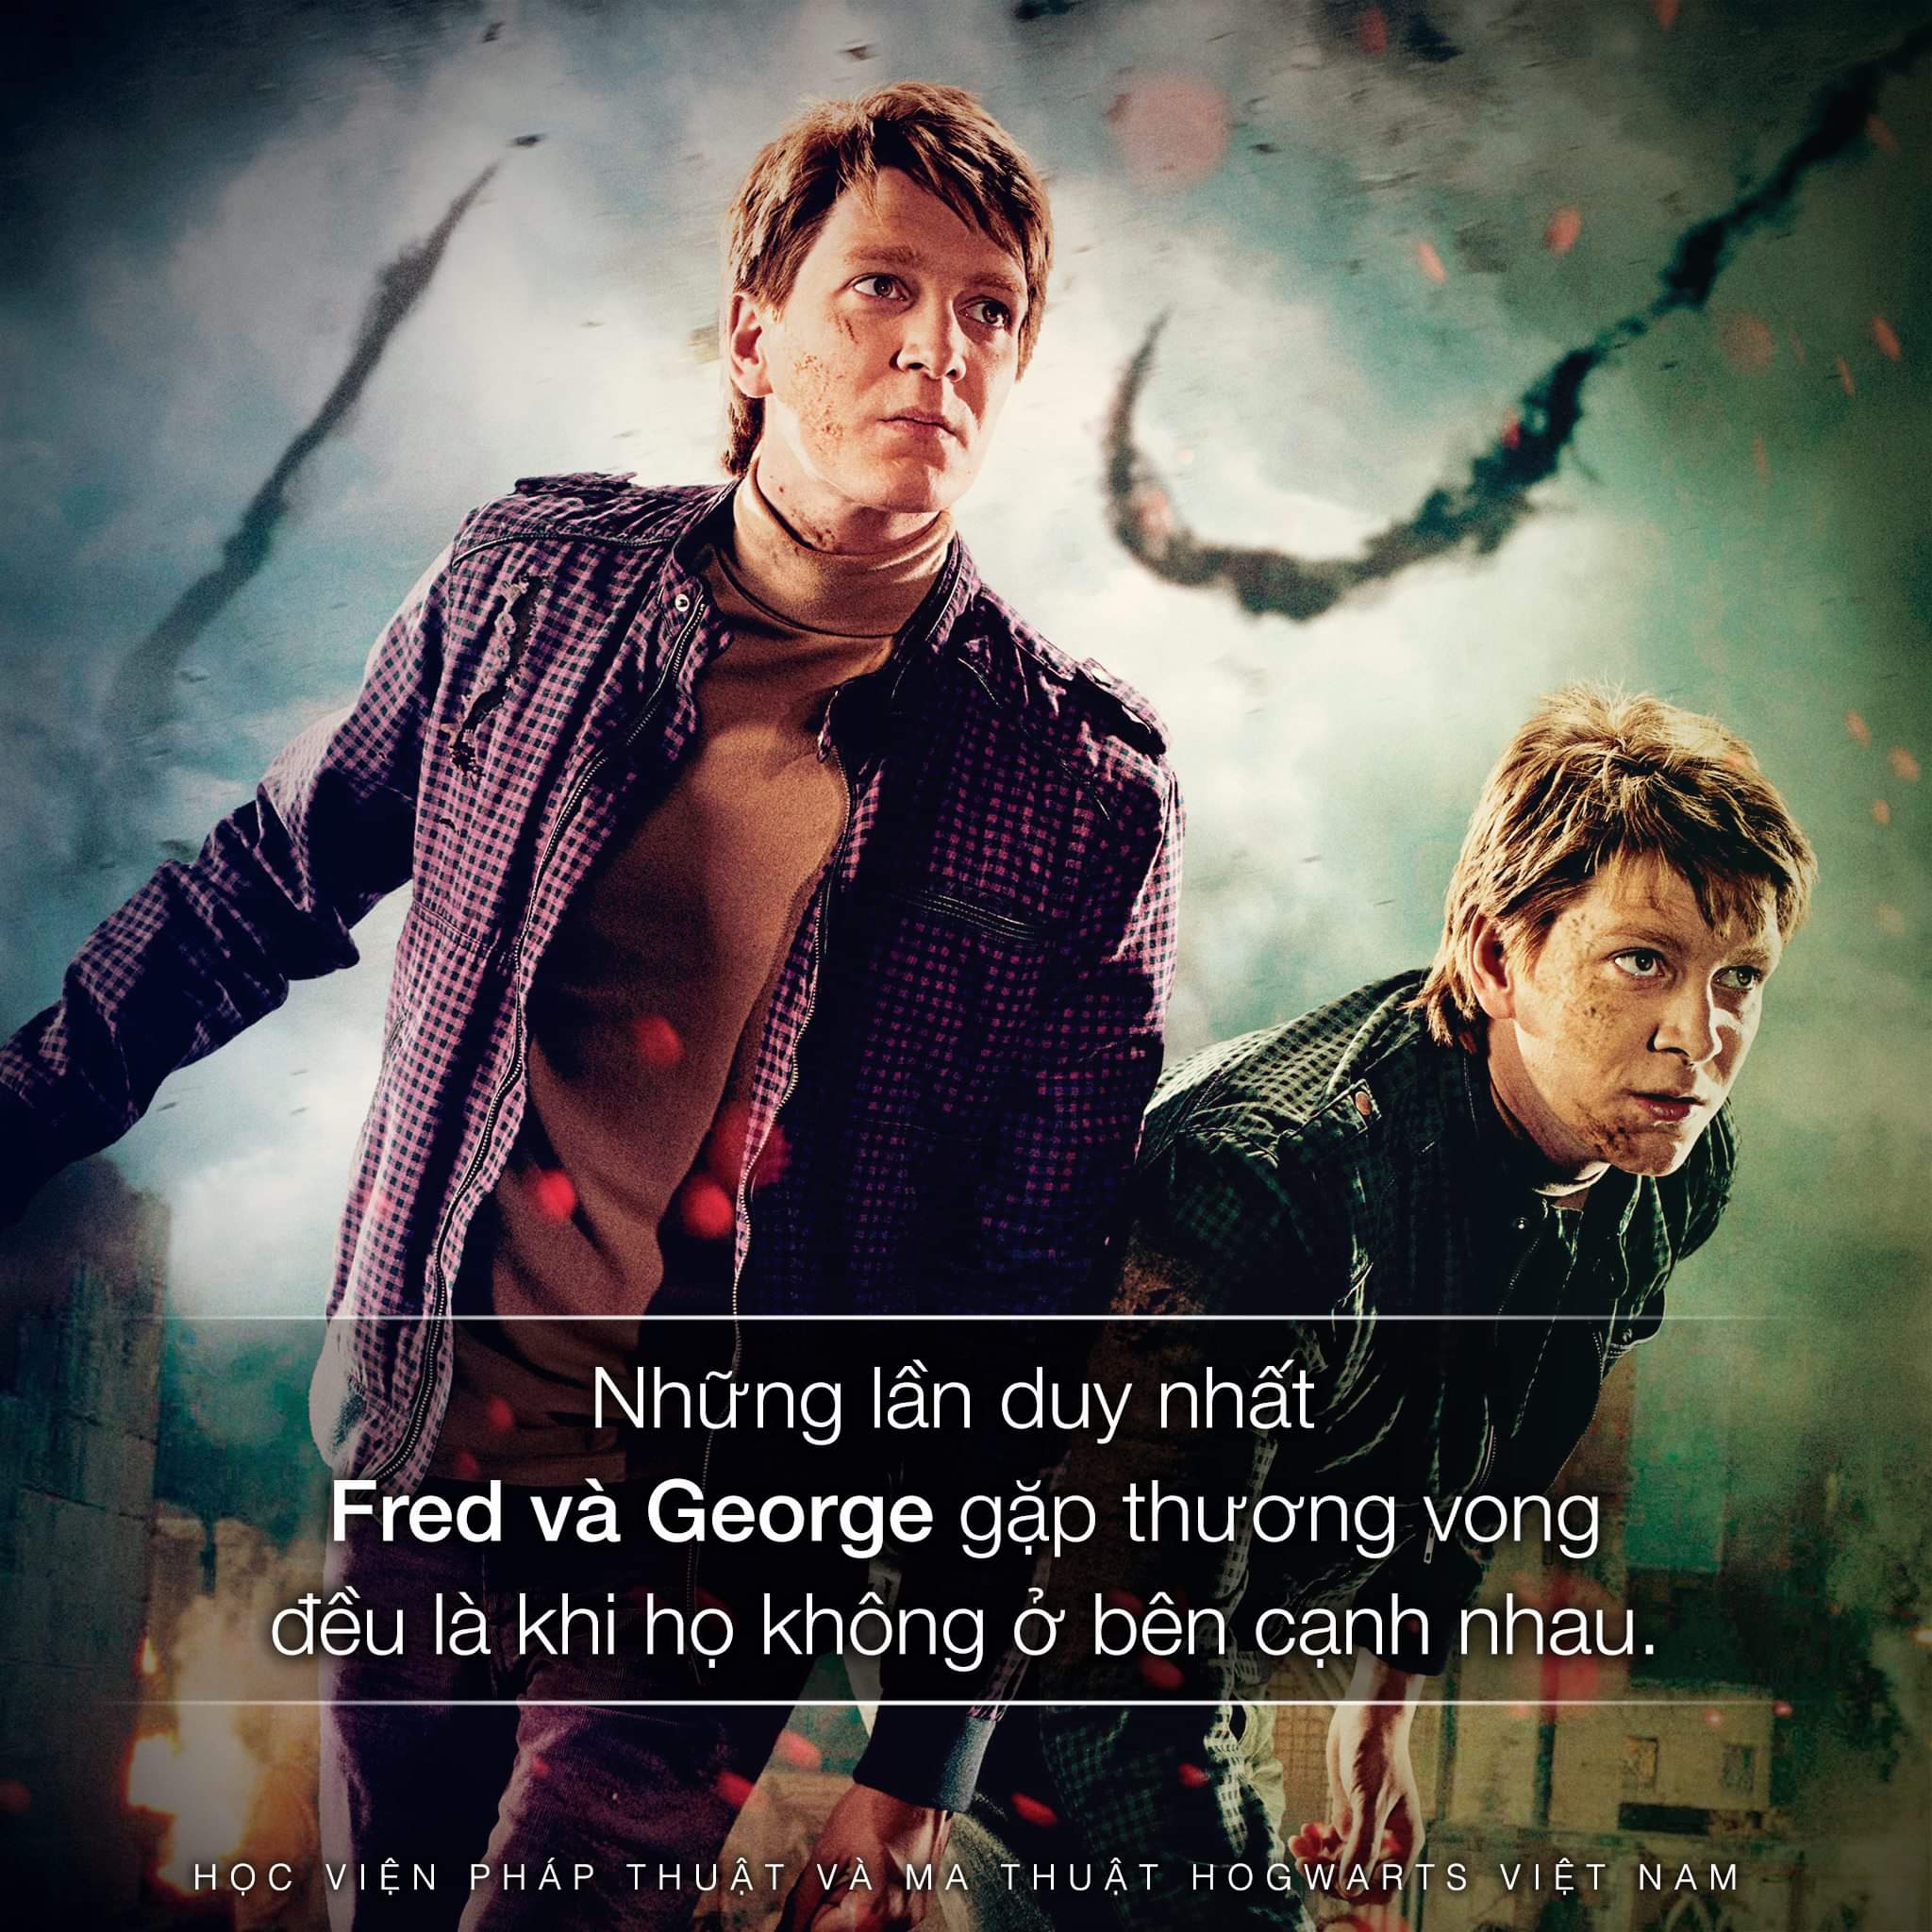 Những lần duy nhất
Fred và George gặp thương vong
đều là khi họ không ở bên cạnh nhau.
HỌC VIỆN PHÁP THUẬT VÀ MA THUẬT HOGWARTS VIỆT NAM